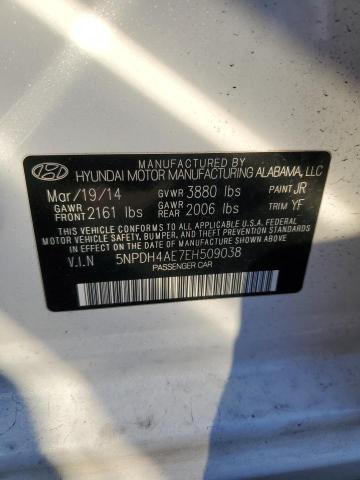 MANUFACTURED BY
HYUNDAI MOTOR MANUFACTURING ALABAMA, LLC
Mar/19/14 GVWR 3880 lbs PAINT JR
GAWR FRONT 2161 lbs GAWR REAR 2006 lbs TRIM YF
THIS VEHICLE CONFORMS TO ALL APPLICABLE U.S.A. FEDERAL
MOTOR VEHICLE SAFETY, BUMPER, AND THEFT PREVENTION STANDARDS
IN EFFECT ON THE DATE OF MANUFACTURE SHOWN ABOVE.
V.I.N 5NPDH4AE7EH509038
PASSENGER CAR